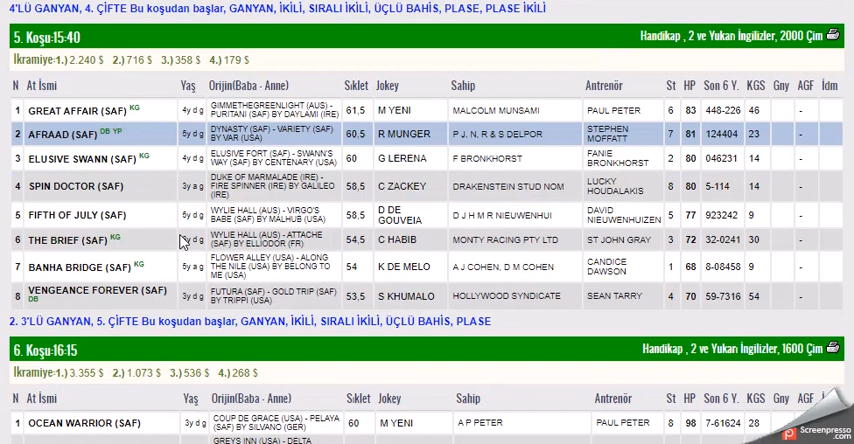 4'LÜ GANYAN, 4. ÇİFTE Bu koşudan başlar, GANYAN, İKİLİ, SIRALI İKİLİ, ÜÇLÜ BAHİS, PLASE, PLASE İKİLİ
5. Koşu:15:40 Handikap , 2 ve Yukarı İngilizler, 2000 Çim
İkramiye:1.) 2.240 $ 2.) 716 $ 3.) 358 $ 4.) 179 $
N At İsmi Yaş Orijin(Baba - Anne) Sıklet Jokey Sahip Antrenör St HP Son 6 Y. KGS Gny AGF İdm
1 GREAT AFFAIR (SAF) KG 4y d g GIMMETHEGREENLIGHT (AUS) - PURITANI (SAF) BY DAYLAMI (IRE) 61,5 M YENI MALCOLM MUNSAMI PAUL PETER 6 83 448-226 46 -
2 AFRAAD (SAF) DB YP 5y d g DYNASTY (SAF) - VARIETY (SAF) BY VAR (USA) 60,5 R MUNGER P J, N, R & S DELPOR STEPHEN MOFFATT 7 81 124404 23 -
3 ELUSIVE SWANN (SAF) KG 4y d g ELUSIVE FORT (SAF) - SWANN'S WAY (SAF) BY CENTENARY (USA) 60 G LERENA F BRONKHORST FANIE BRONKHORST 2 80 046231 14 -
4 SPIN DOCTOR (SAF) 3y a g DUKE OF MARMALADE (IRE) - FIRE SPINNER (IRE) BY GALILEO (IRE) 58,5 C ZACKEY DRAKENSTEIN STUD NOM LUCKY HOUDALAKIS 8 80 5-114 14 -
5 FIFTH OF JULY (SAF) 5y d g WYLIE HALL (AUS) - VIRGO'S BABE (SAF) BY MALHUB (USA) 58,5 D DE GOUVEIA D J H M R NIEUWENHUI DAVID NIEUWENHUIZEN 5 77 923242 9 -
6 THE BRIEF (SAF) KG y d g WYLIE HALL (AUS) - ATTACHE (SAF) BY ELLIODOR (FR) 54,5 C HABIB MONTY RACING PTY LTD ST JOHN GRAY 3 72 32-0241 30 -
7 BANHA BRIDGE (SAF) KG 5y a g FLOWER ALLEY (USA) - ALONG THE NILE (USA) BY BELONG TO ME (USA) 54 K DE MELO A J COHEN, D M COHEN CANDICE DAWSON 1 68 8-08458 9 -
8 VENGEANCE FOREVER (SAF) DB 3y d g FUTURA (SAF) - GOLD TRIP (SAF) BY TRIPPI (USA) 53,5 S KHUMALO HOLLYWOOD SYNDICATE SEAN TARRY 4 70 59-7316 54 -
2. 3'LÜ GANYAN, 5. ÇİFTE Bu koşudan başlar, GANYAN, İKİLİ, SIRALI İKİLİ, ÜÇLÜ BAHİS, PLASE
6. Koşu:16:15 Handikap , 2 ve Yukarı İngilizler, 1600 Çim
İkramiye:1.) 3.355 $ 2.) 1.073 $ 3.) 536 $ 4.) 268 $
N At İsmi Yaş Orijin(Baba - Anne) Sıklet Jokey Sahip Antrenör St HP Son 6 Y. KGS Gny AGF
1 OCEAN WARRIOR (SAF) 3y d g COUP DE GRACE (USA) - PELAYA (SAF) BY SILVANO (GER) 60 M YENI A P PETER PAUL PETER 8 98 7-61624 28 -
GREYS INN (USA) - DELTA
Screenpresso.com